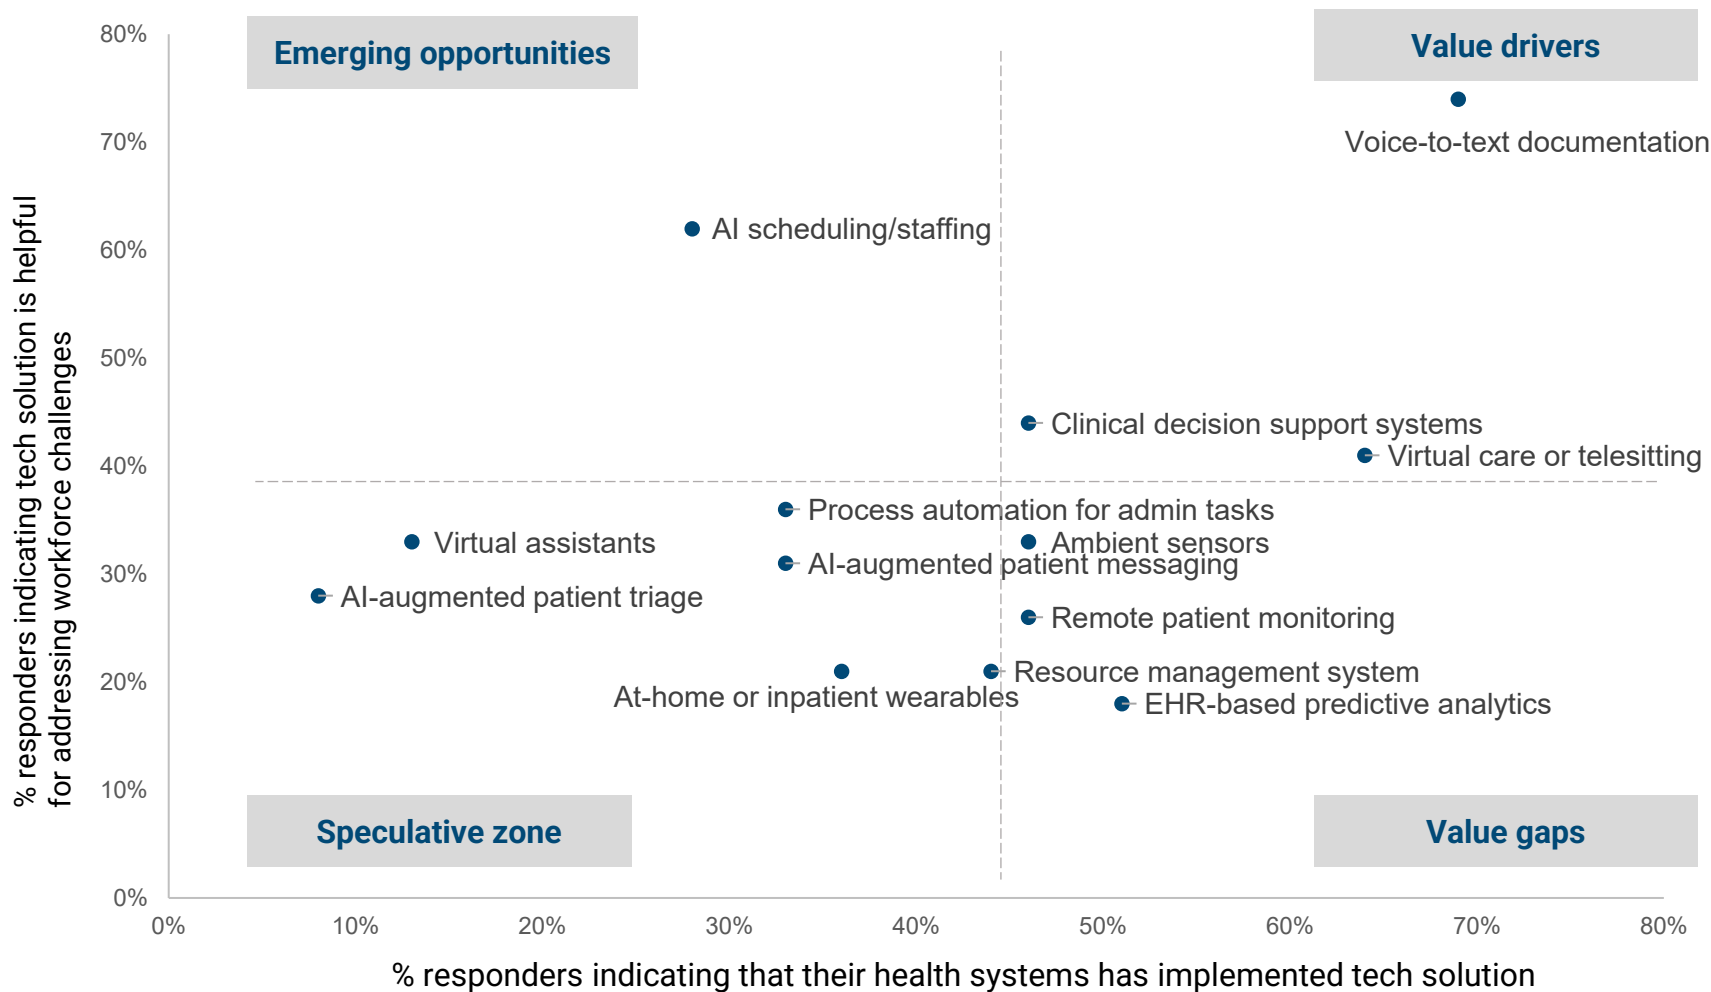 80%
Emerging opportunities
Value drivers
70%
Voice-to-text documentation
60%
AI scheduling/staffing
50%
Clinical decision support systems
40%
Virtual care or telesitting
Process automation for admin tasks
Virtual assistants
Ambient sensors
30%
AI-augmented patient messaging
AI-augmented patient triage
Remote patient monitoring
20%
Resource management system
At-home or inpatient wearables
EHR-based predictive analytics
10%
Speculative zone
Value gaps
0%
0%
10%
20%
30%
40%
50%
60%
70%
80%
% responders indicating tech solution is helpful
for addressing workforce challenges
% responders indicating that their health systems has implemented tech solution